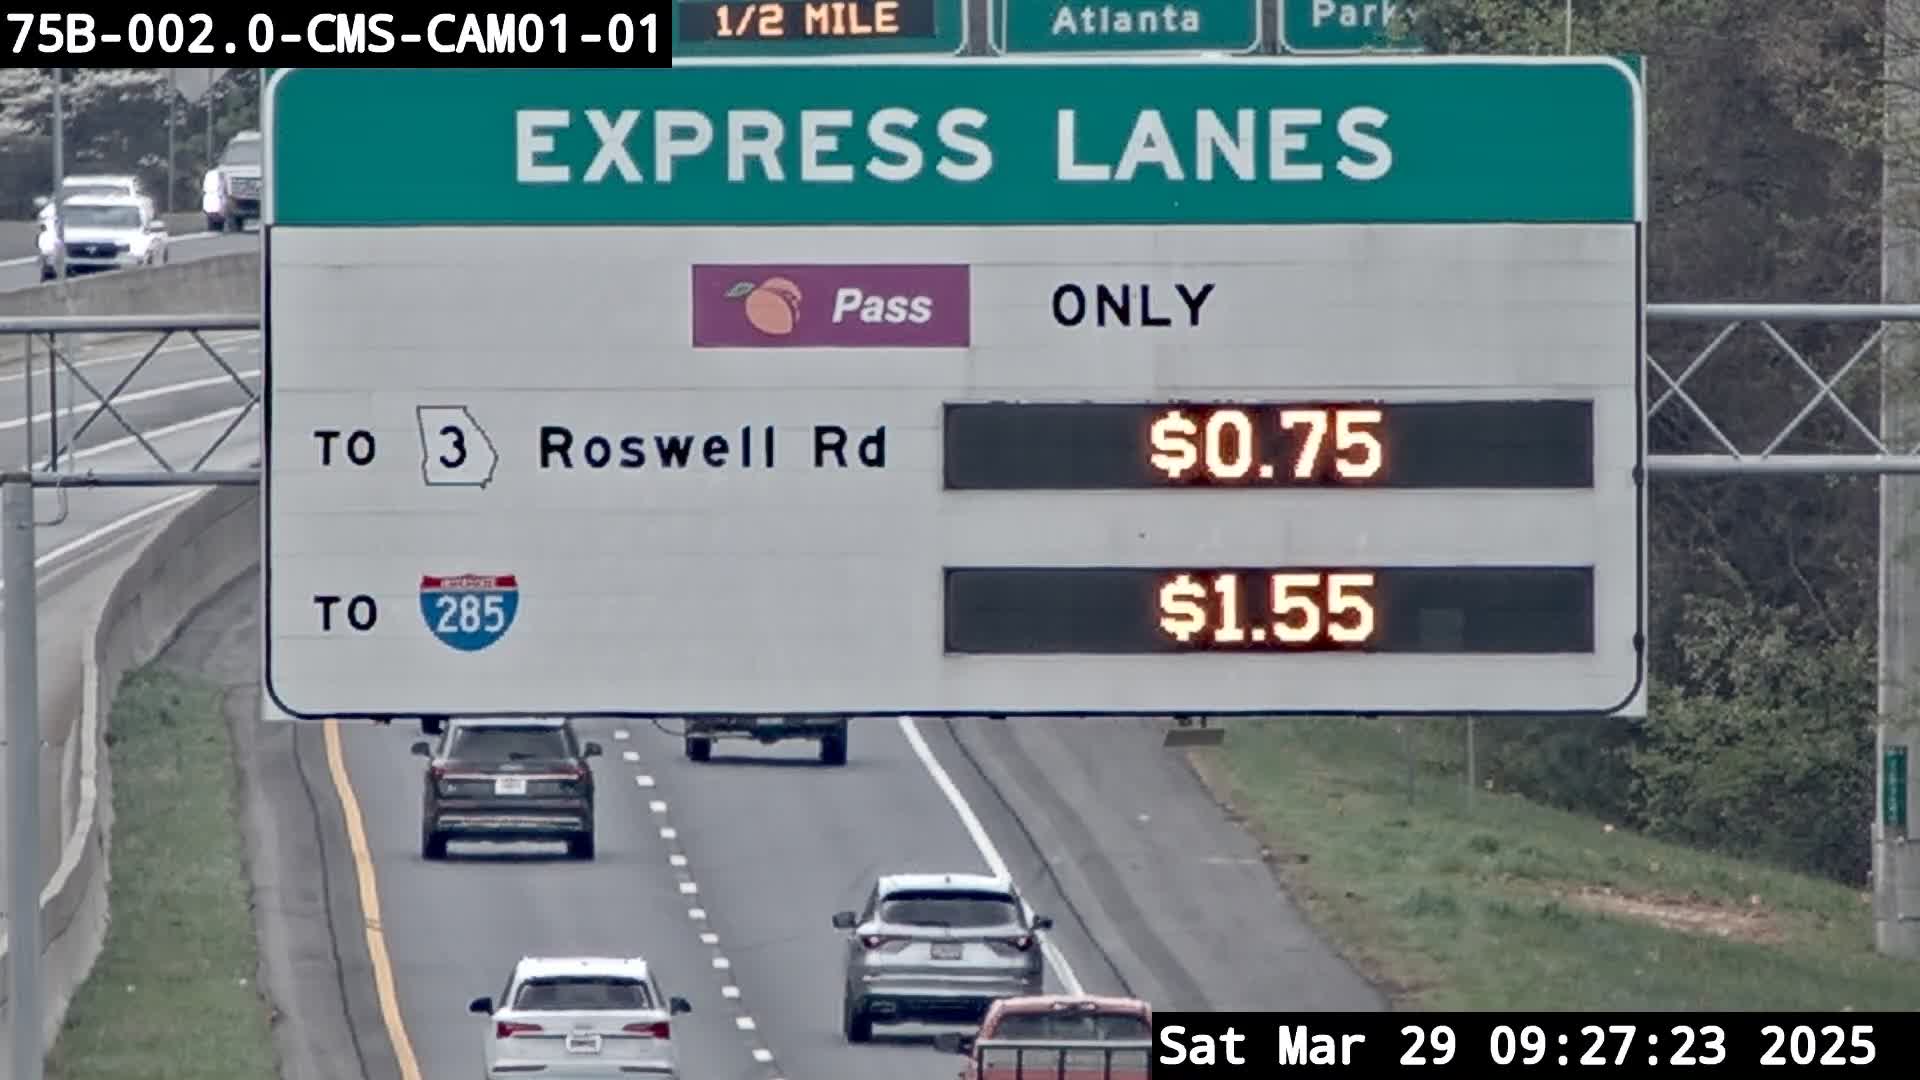 75B-002.0-CMS-CAM01-01
1/2 MILE
Atlanta
EXPRESS LANES
Pass ONLY
TO 3 Roswell Rd $0.75
TO 285 $1.55
Sat Mar 29 09:27:23 2025